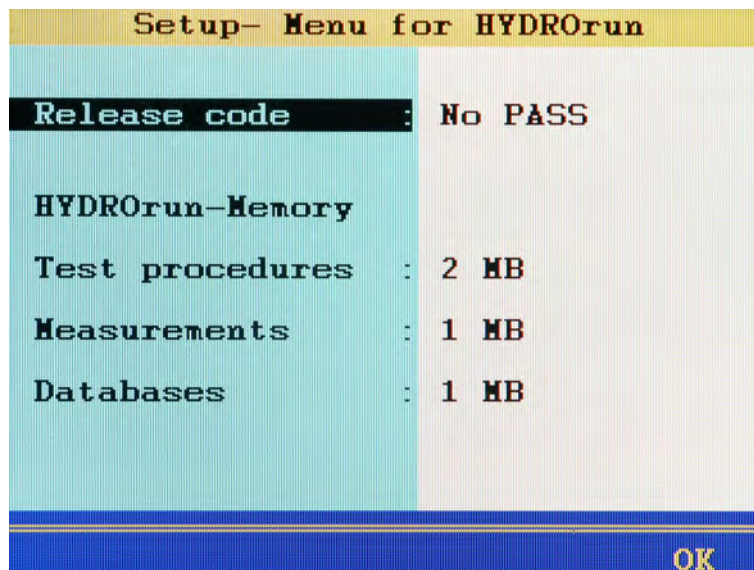 Setup- Menu for HYDROrun
Release code : No PASS
HYDROrun-Memory
Test procedures : 2 MB
Measurements : 1 MB
Databases : 1 MB
OK